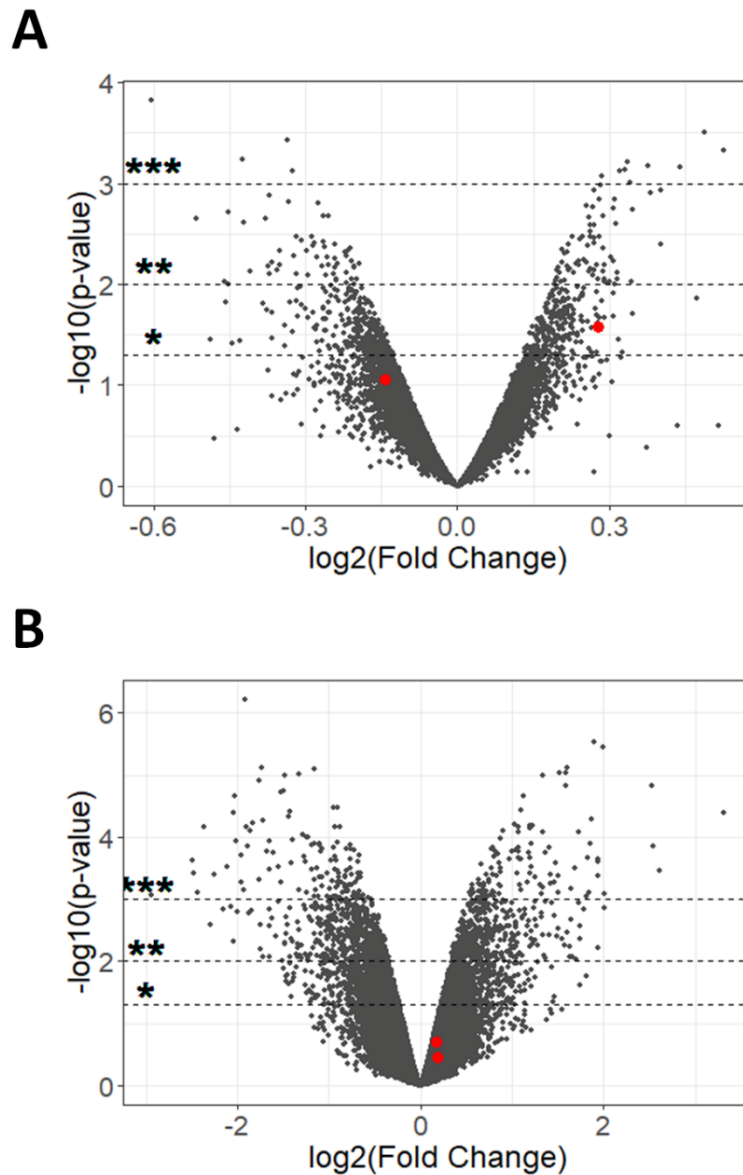 A
4
***
3
**
2
*
1
0
-log10(p-value)
-0.6 -0.3 0.0 0.3
log2(Fold Change)
B
6
4
***
**
2
*
0
-log10(p-value)
-2 0 2
log2(Fold Change)